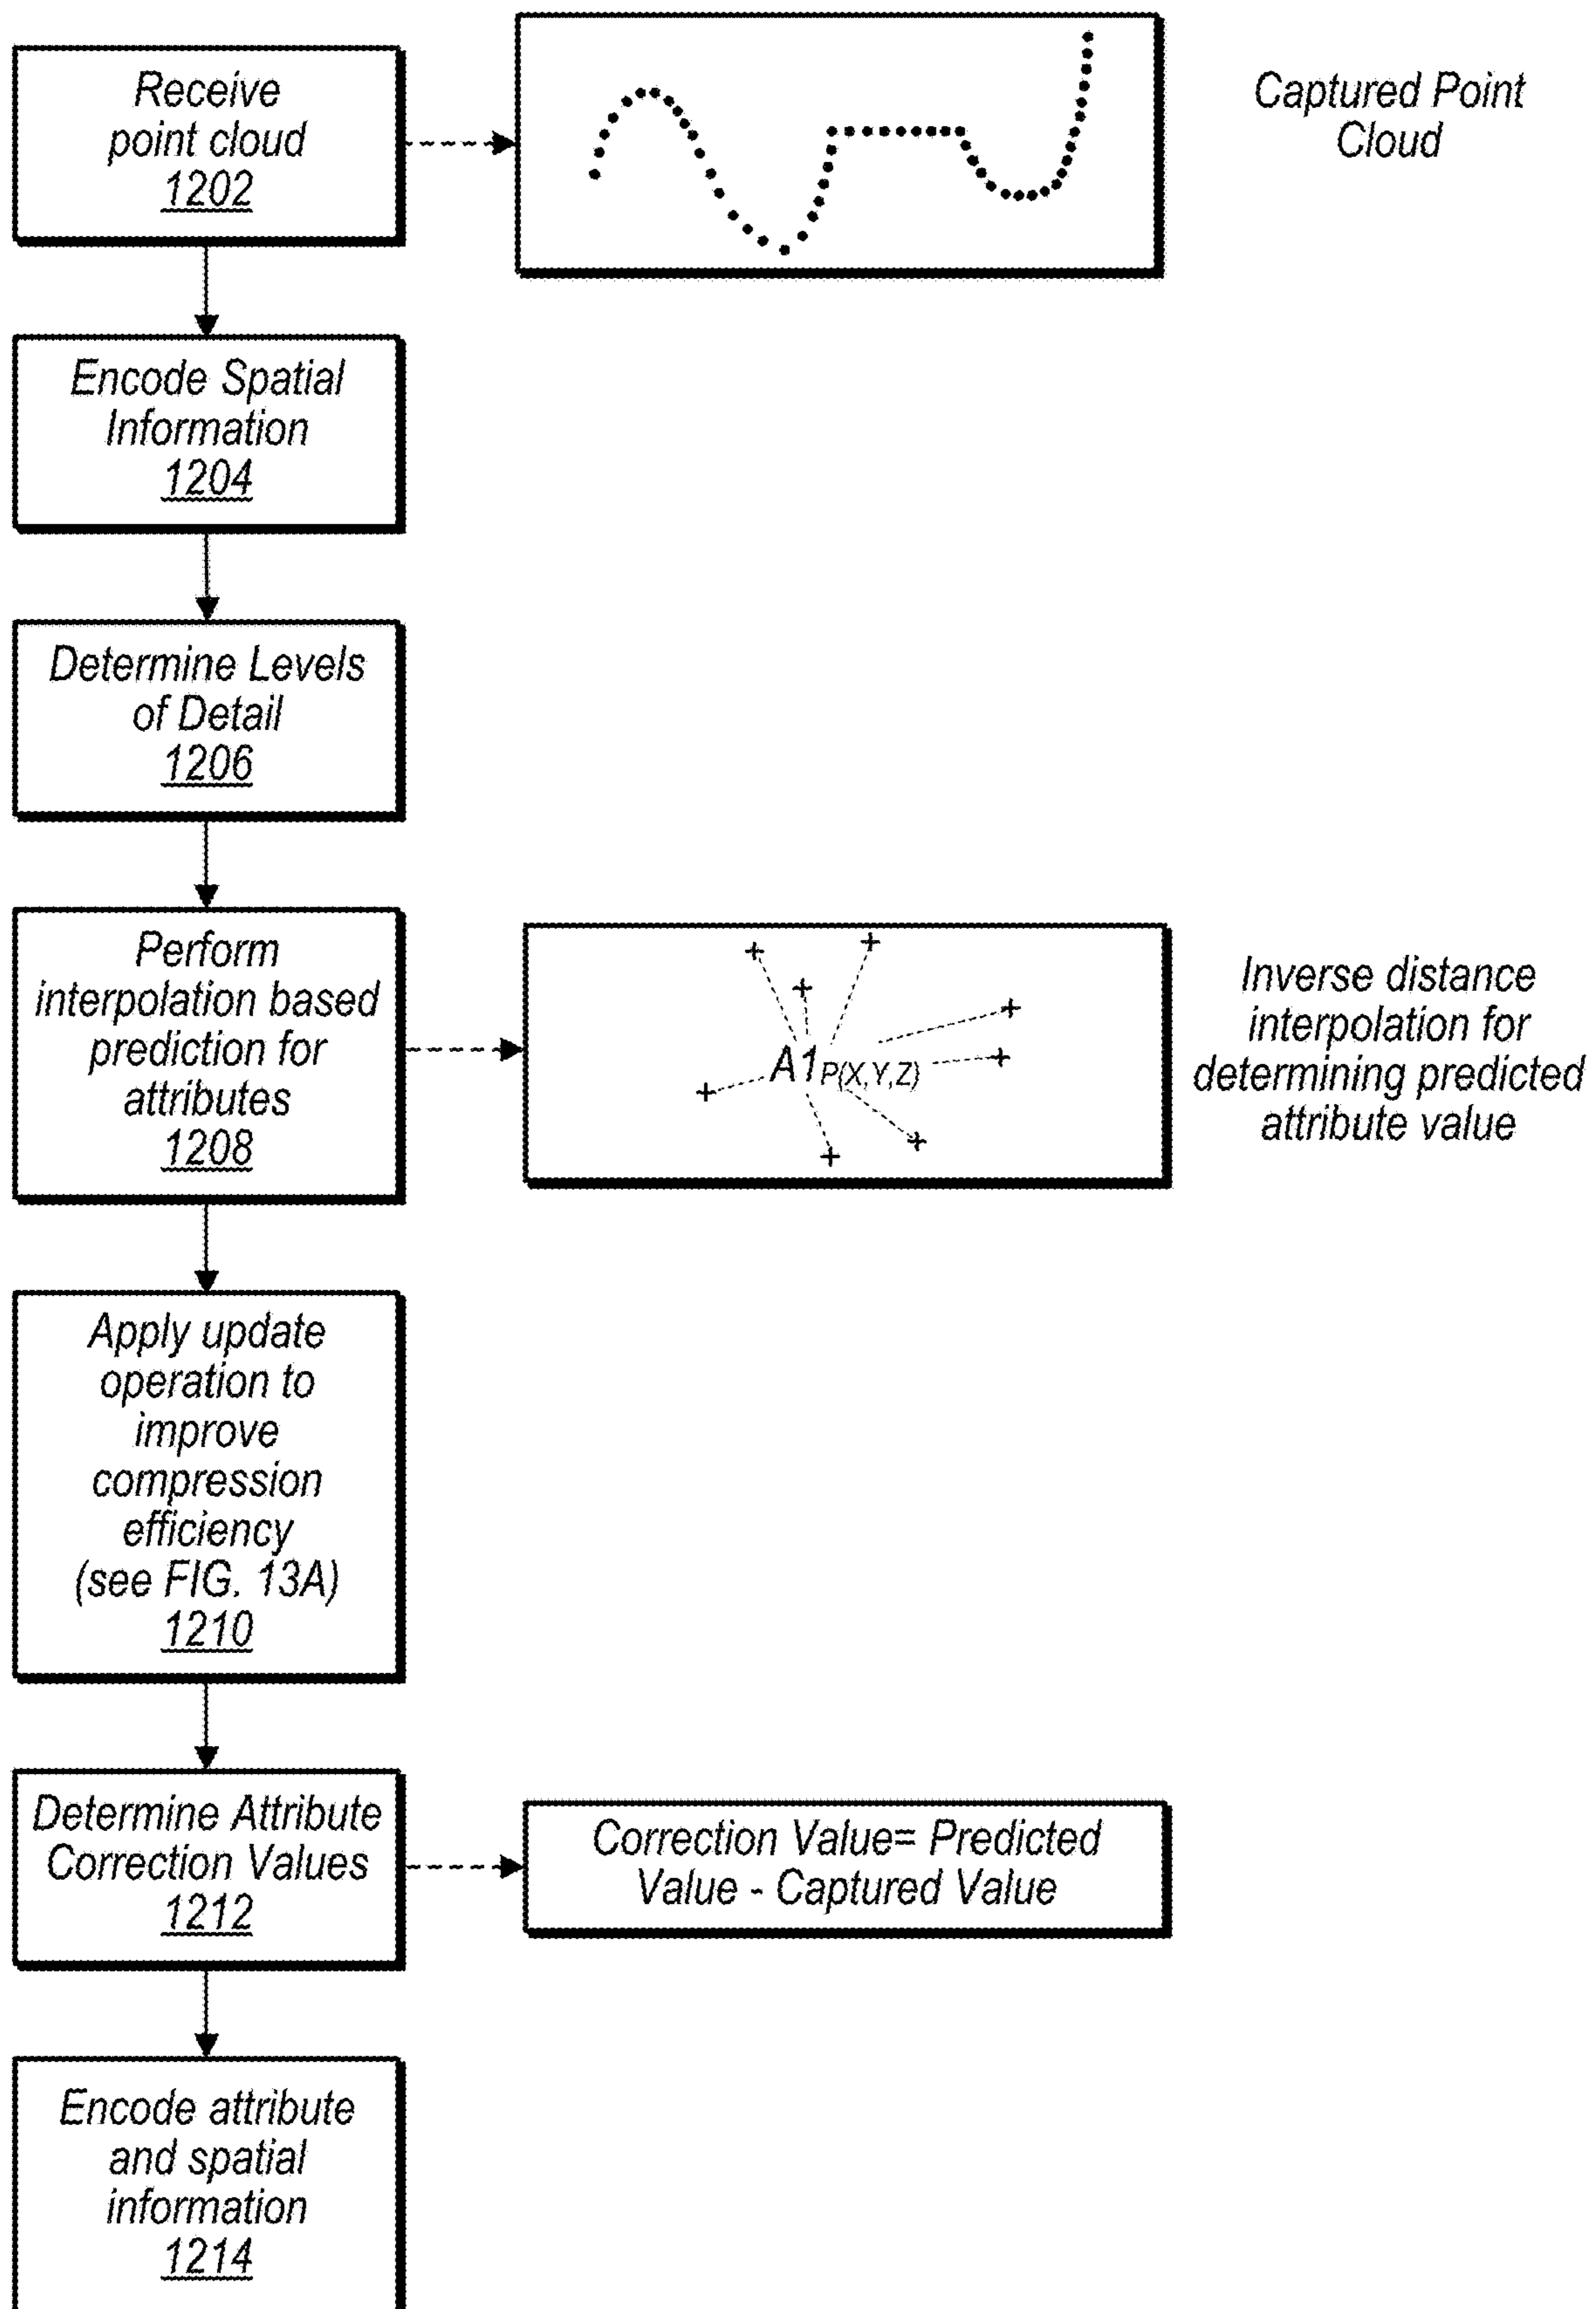 Receive
point cloud
1202
Captured Point
Cloud
Encode Spatial
Information
1204
Determine Levels
of Detail
1206
Perform
interpolation based
prediction for
attributes
1208
A1P(X,Y,Z)
Inverse distance
interpolation for
determining predicted
attribute value
Apply update
operation to
improve
compression
efficiency
(see FIG. 13A)
1210
Determine Attribute
Correction Values
1212
Correction Value= Predicted
Value - Captured Value
Encode attribute
and spatial
information
1214